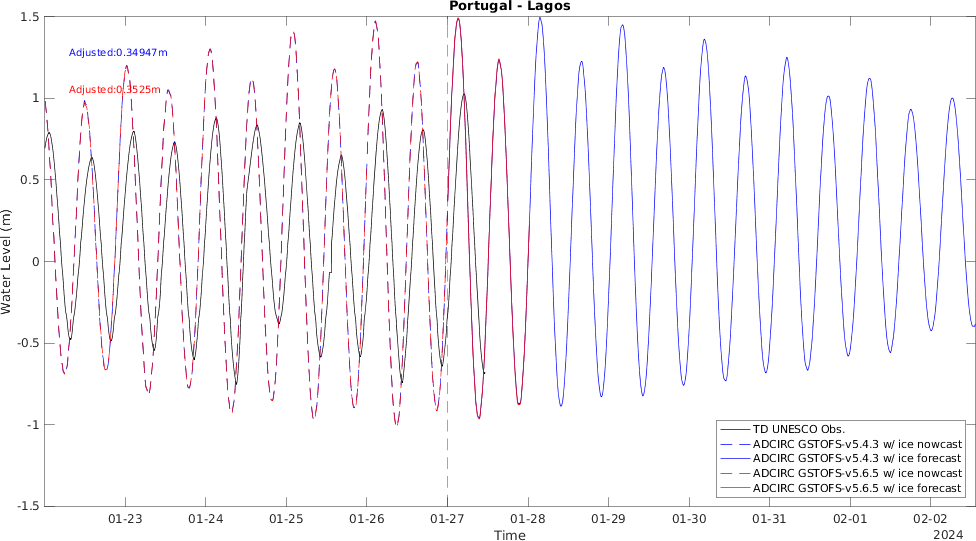 Portugal - Lagos
Adjusted:0.34947m
Adjusted:0.3525m
Water Level (m)
1.5
1
0.5
0
-0.5
-1
-1.5
TD UNESCO Obs.
ADCIRC GSTOFS-v5.4.3 w/ ice nowcast
ADCIRC GSTOFS-v5.4.3 w/ ice forecast
ADCIRC GSTOFS-v5.6.5 w/ ice nowcast
ADCIRC GSTOFS-v5.6.5 w/ ice forecast
01-23 01-24 01-25 01-26 01-27 01-28 01-29 01-30 01-31 02-01 02-02
Time
2024